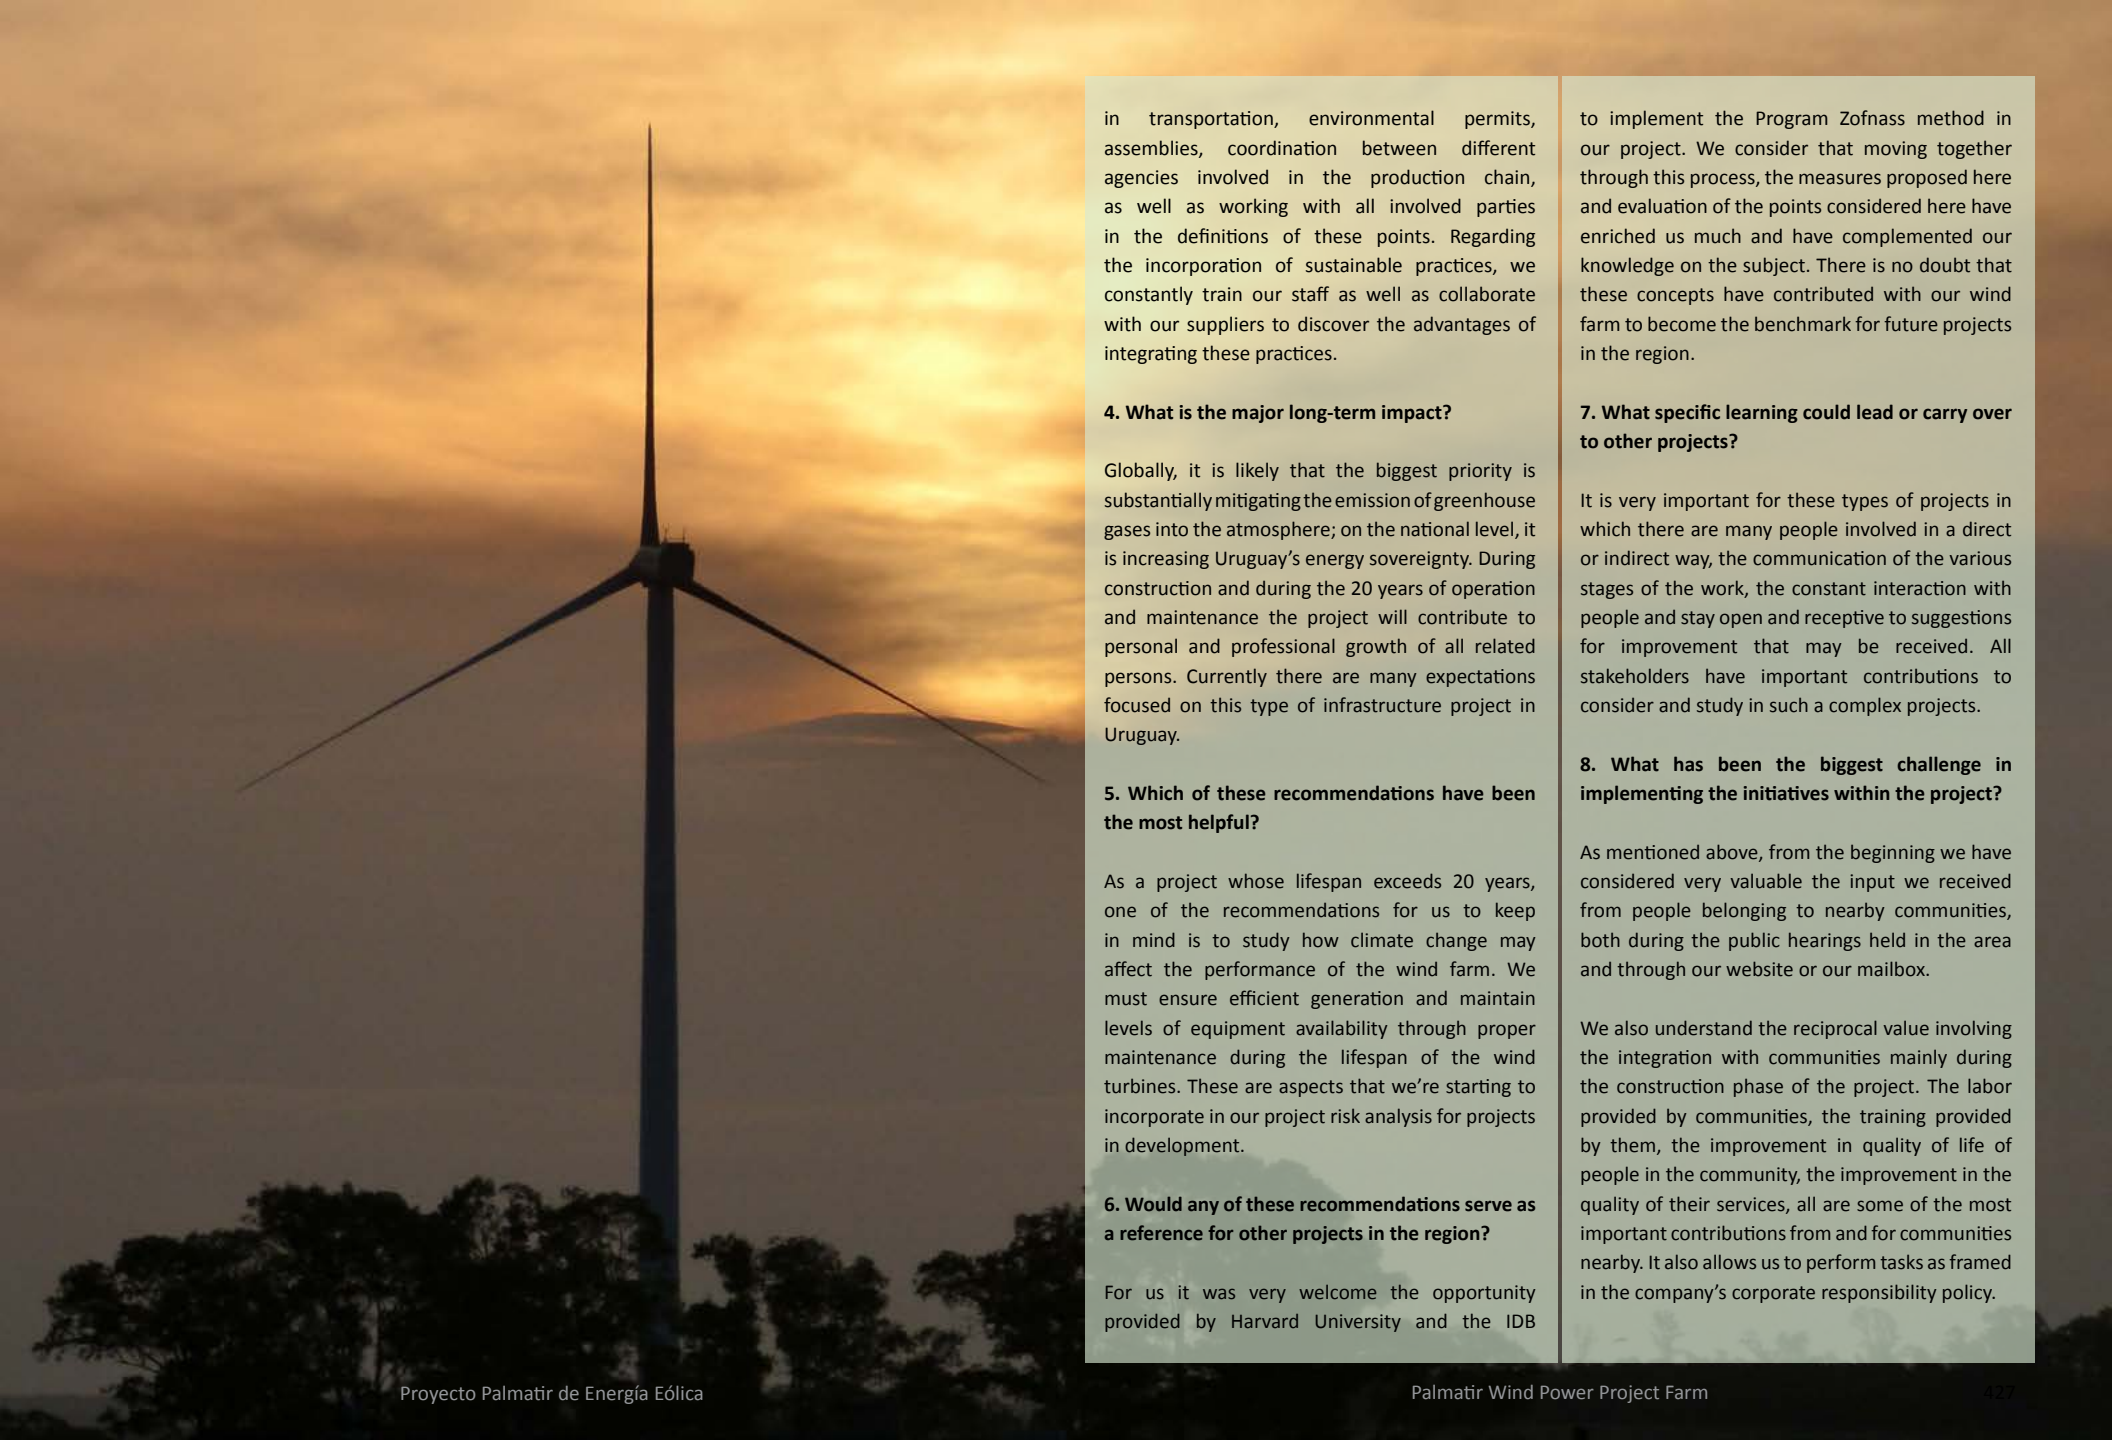 in transportation, environmental permits,
assemblies, coordination between different
agencies involved in the production chain,
as well as working with all involved parties
in the definitions of these points. Regarding
the incorporation of sustainable practices, we
constantly train our staff as well as collaborate
with our suppliers to discover the advantages of
integrating these practices.
4. What is the major long-term impact?
Globally, it is likely that the biggest priority is
substantially mitigating the emission of greenhouse
gases into the atmosphere; on the national level, it
is increasing Uruguay’s energy sovereignty. During
construction and during the 20 years of operation
and maintenance the project will contribute to
personal and professional growth of all related
persons. Currently there are many expectations
focused on this type of infrastructure project in
Uruguay.
5. Which of these recommendations have been
the most helpful?
As a project whose lifespan exceeds 20 years,
one of the recommendations for us to keep
in mind is to study how climate change may
affect the performance of the wind farm. We
must ensure efficient generation and maintain
levels of equipment availability through proper
maintenance during the lifespan of the wind
turbines. These are aspects that we’re starting to
incorporate in our project risk analysis for projects
in development.
6. Would any of these recommendations serve as
a reference for other projects in the region?
For us it was very welcome the opportunity
provided by Harvard University and the IDB
to implement the Program Zofnass method in
our project. We consider that moving together
through this process, the measures proposed here
and evaluation of the points considered here have
enriched us much and have complemented our
knowledge on the subject. There is no doubt that
these concepts have contributed with our wind
farm to become the benchmark for future projects
in the region.
7. What specific learning could lead or carry over
to other projects?
It is very important for these types of projects in
which there are many people involved in a direct
or indirect way, the communication of the various
stages of the work, the constant interaction with
people and stay open and receptive to suggestions
for improvement that may be received. All
stakeholders have important contributions to
consider and study in such a complex projects.
8. What has been the biggest challenge in
implementing the initiatives within the project?
As mentioned above, from the beginning we have
considered very valuable the input we received
from people belonging to nearby communities,
both during the public hearings held in the area
and through our website or our mailbox.
We also understand the reciprocal value involving
the integration with communities mainly during
the construction phase of the project. The labor
provided by communities, the training provided
by them, the improvement in quality of life of
people in the community, the improvement in the
quality of their services, all are some of the most
important contributions from and for communities
nearby. It also allows us to perform tasks as framed
in the company’s corporate responsibility policy.
Proyecto Palmatir de Energía Eólica
Palmatir Wind Power Project Farm
427